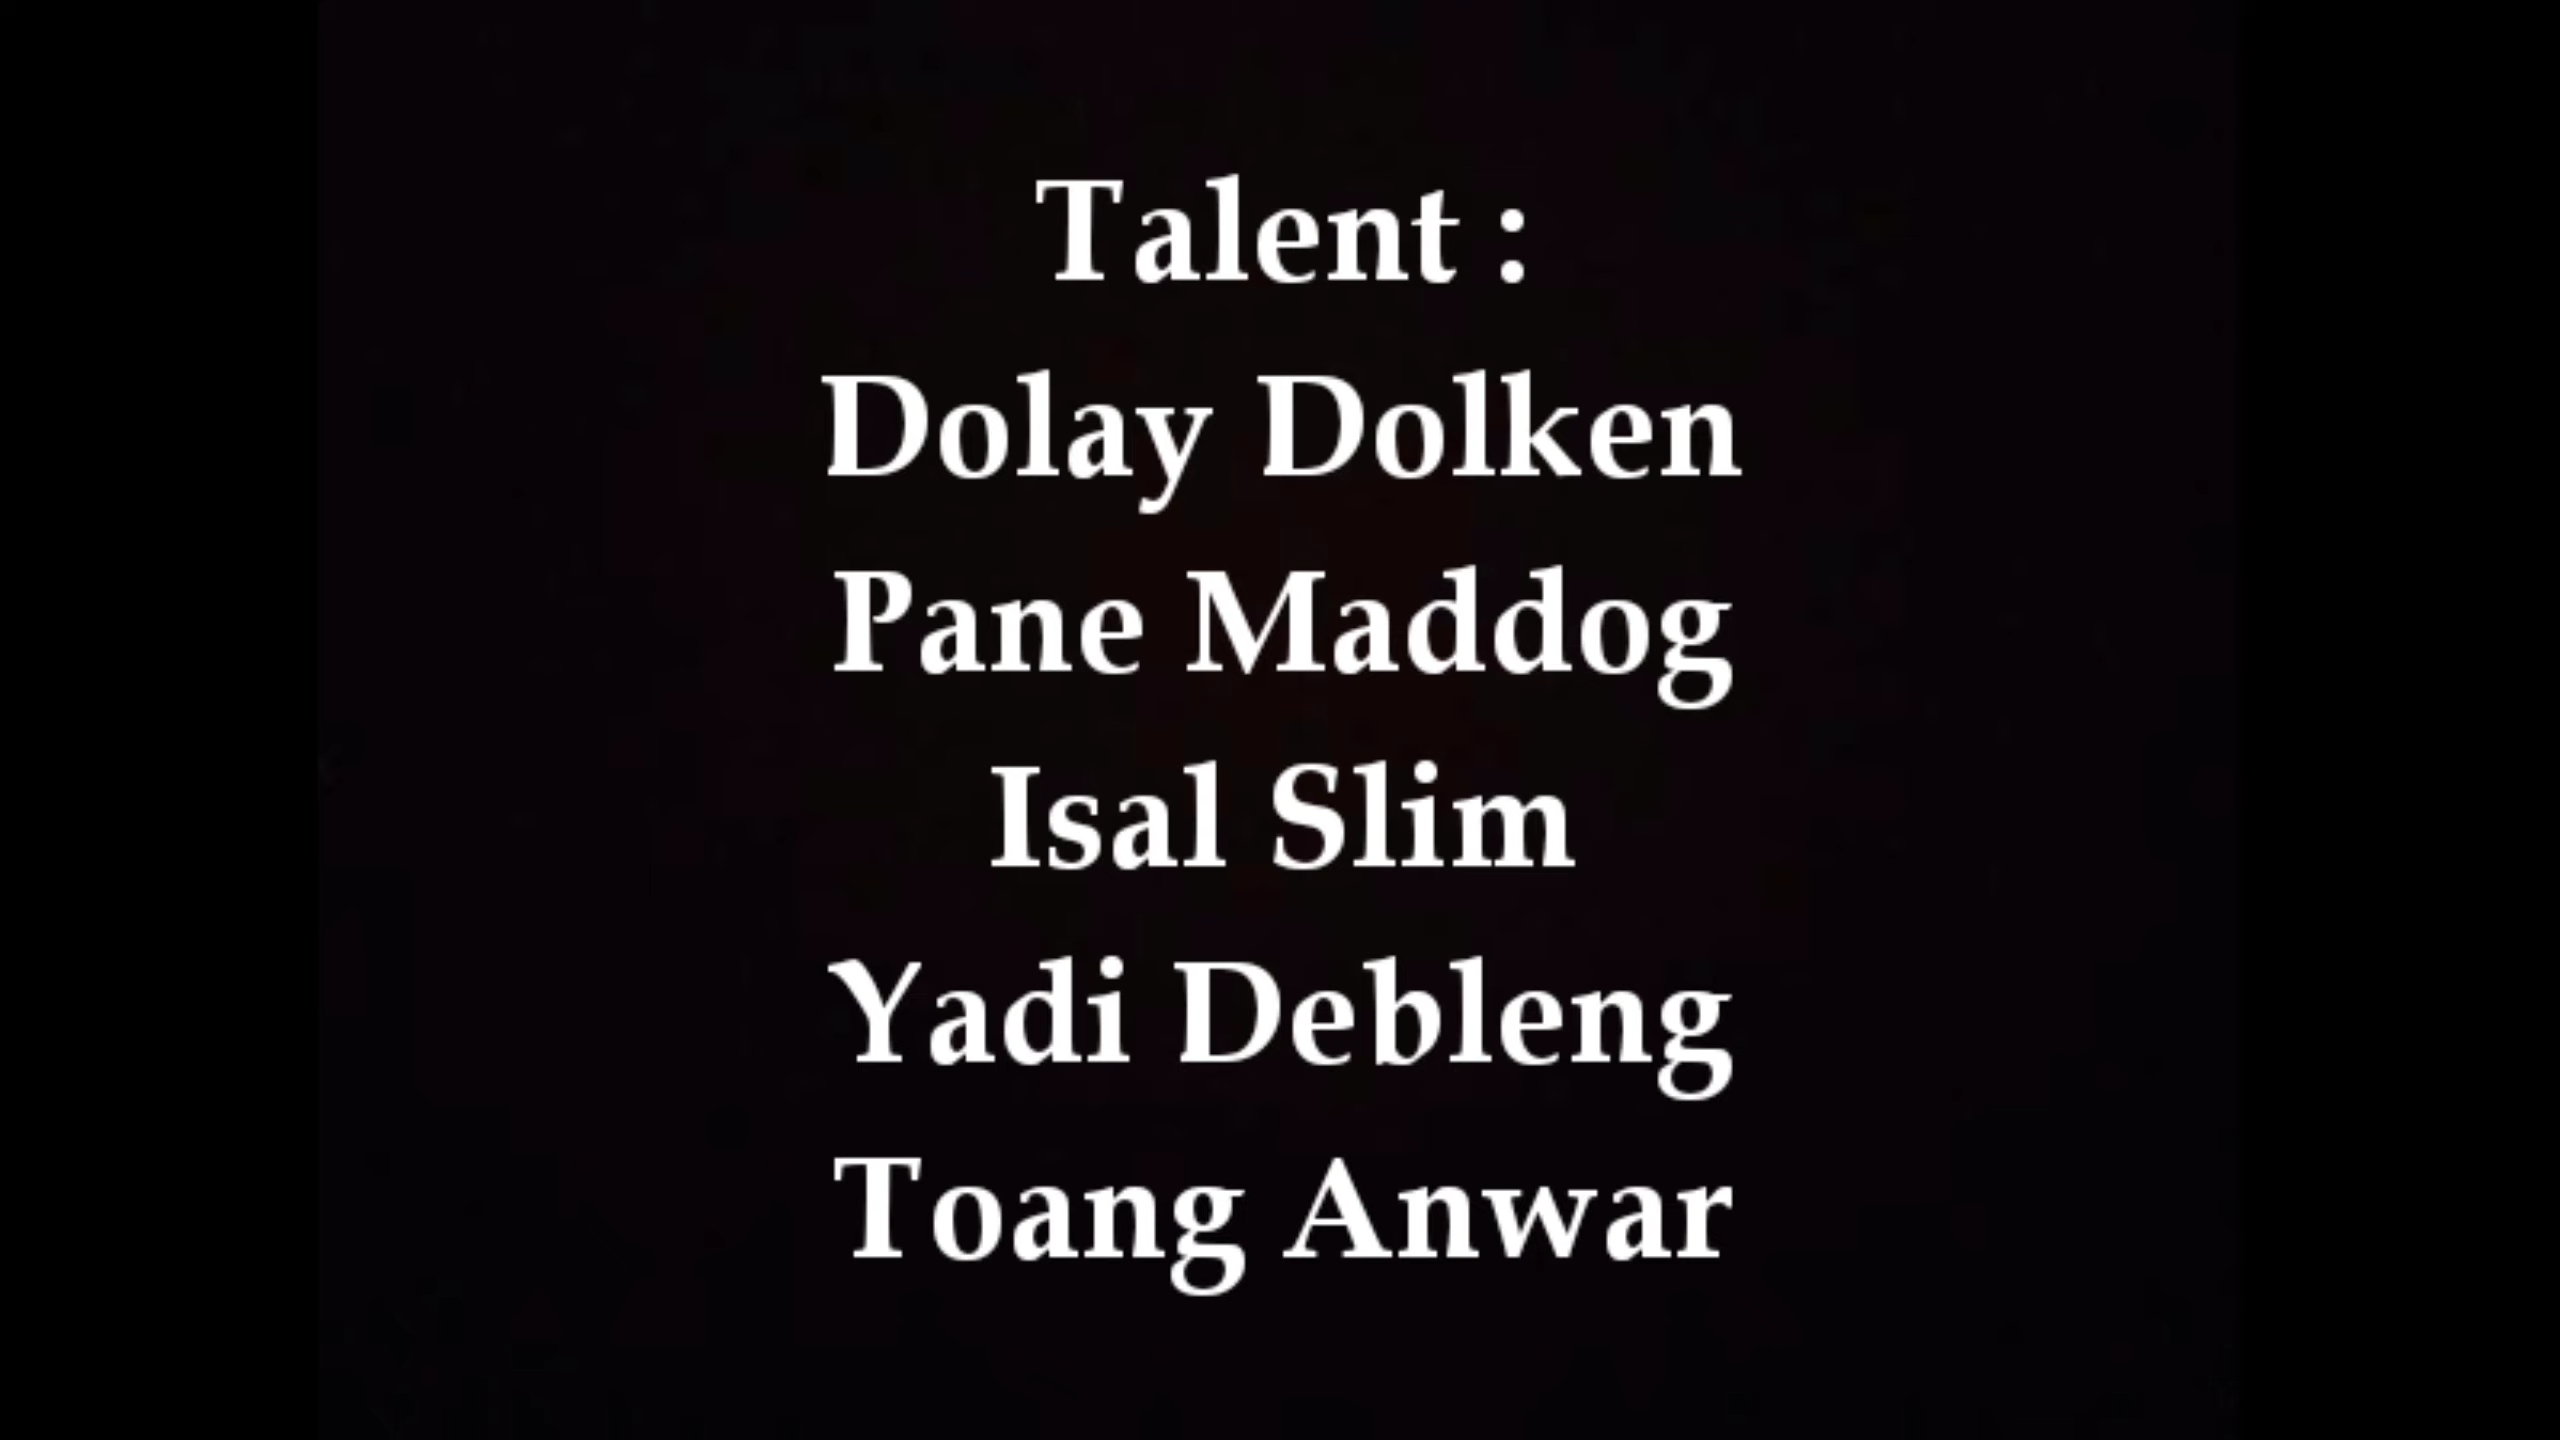 Talent :
Dolay Dolken
Pane Maddog
Isal Slim
Yadi Debleng
Toang Anwar